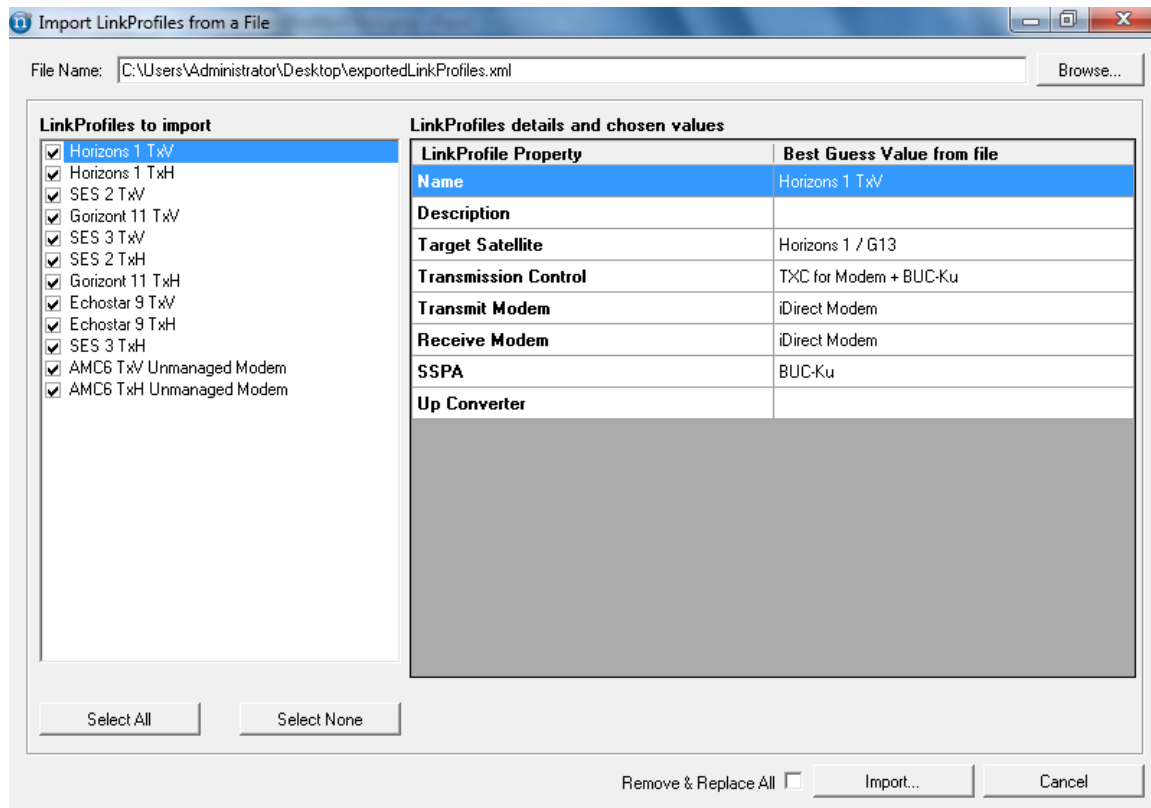 Import LinkProfiles from a File
File Name: C:\Users\Administrator\Desktop\exportedLinkProfiles.xml Browse...
LinkProfiles to import
Horizons 1 TxV
Horizons 1 TxH
SES 2 TxV
Gorizont 11 TxV
SES 3 TxV
SES 2 TxH
Gorizont 11 TxH
Echostar 9 TxV
Echostar 9 TxH
SES 3 TxH
AMC6 TxV Unmanaged Modem
AMC6 TxH Unmanaged Modem
LinkProfiles details and chosen values
LinkProfile Property Best Guess Value from file
Name Horizons 1 TxV
Description
Target Satellite Horizons 1 / G13
Transmission Control TXC for Modem + BUC-Ku
Transmit Modem iDirect Modem
Receive Modem iDirect Modem
SSPA BUC-Ku
Up Converter
Select All Select None
Remove & Replace All Import... Cancel